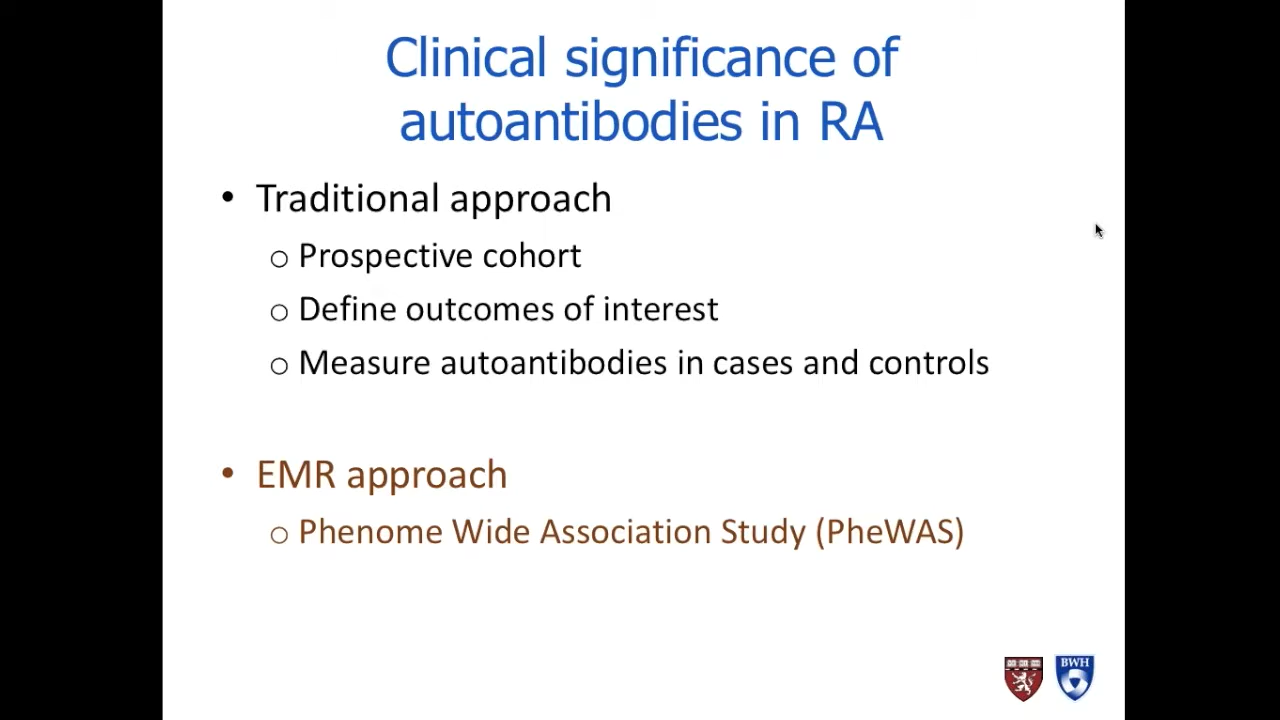 Clinical significance of
autoantibodies in RA
• Traditional approach
o Prospective cohort
o Define outcomes of interest
o Measure autoantibodies in cases and controls
• EMR approach
o Phenome Wide Association Study (PheWAS)
BWH